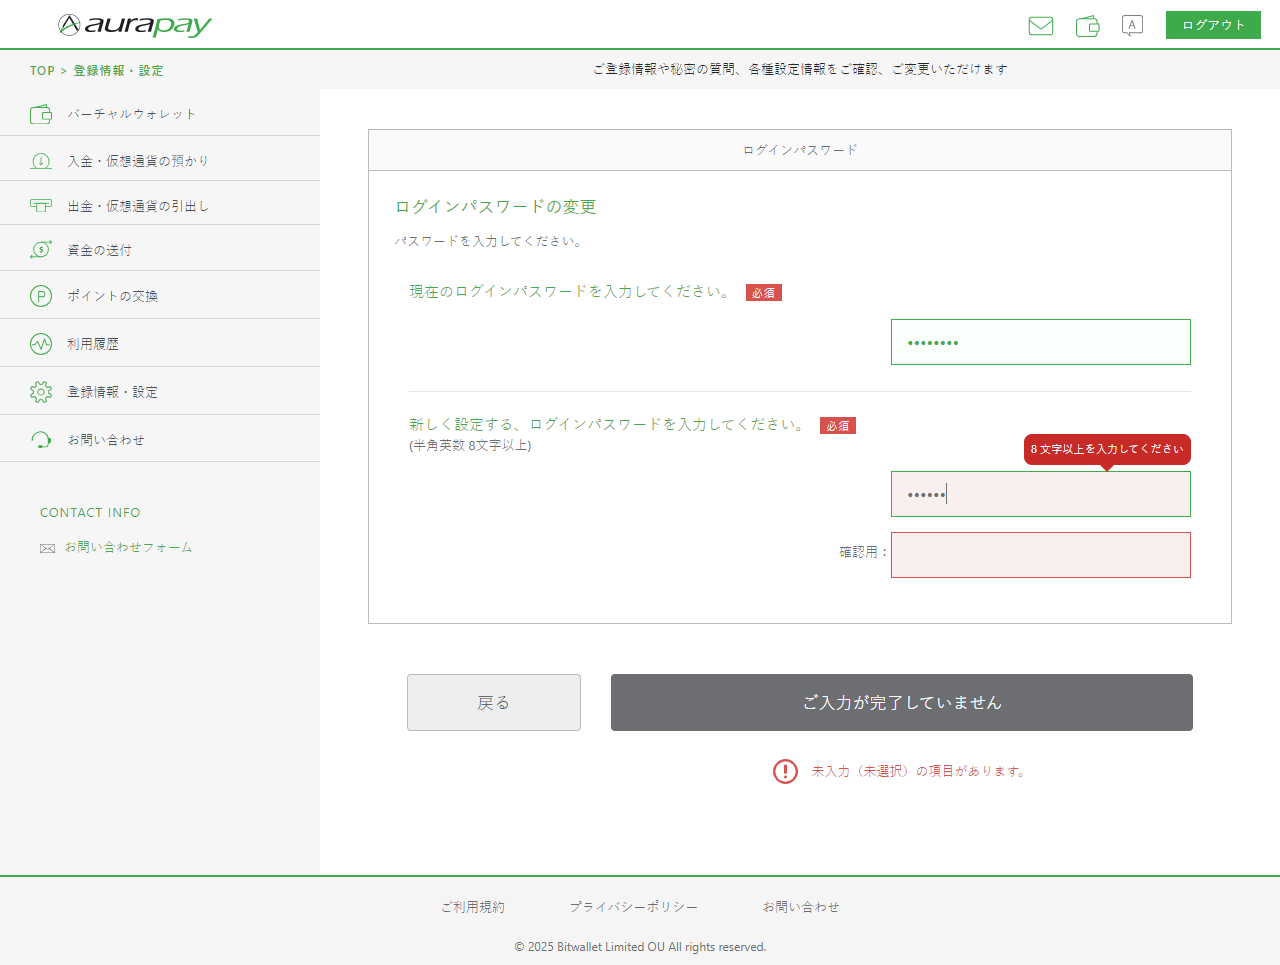 aurapay
A
ログアウト
TOP > 登録情報・設定
ご登録情報や秘密の質問、各種設定情報をご確認、ご変更いただけます
バーチャルウォレット
入金・仮想通貨の預かり
出金・仮想通貨の引出し
資金の送付
ポイントの交換
利用履歴
登録情報・設定
お問い合わせ
CONTACT INFO
お問い合わせフォーム
ログインパスワード
ログインパスワードの変更
パスワードを入力してください。
現在のログインパスワードを入力してください。 必須
••••••••
新しく設定する、ログインパスワードを入力してください。 必須
(半角英数 8文字以上)
8 文字以上を入力してください
••••••
確認用：
戻る
ご入力が完了していません
未入力（未選択）の項目があります。
ご利用規約
プライバシーポリシー
お問い合わせ
© 2025 Bitwallet Limited OU All rights reserved.